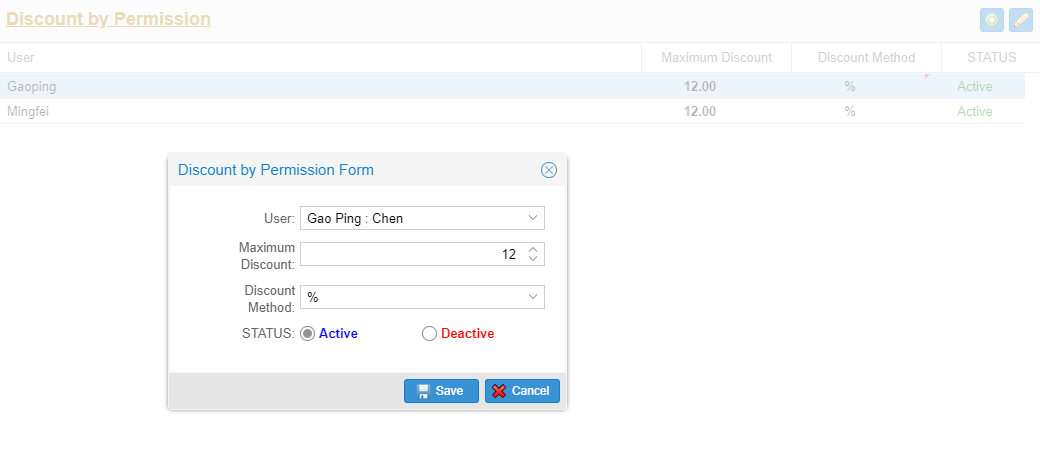 Discount by Permission
User Maximum Discount Discount Method STATUS
Gaoping 12.00 % Active
Mingfei 12.00 % Active
Discount by Permission Form
User: Gao Ping : Chen
Maximum
Discount: 12
Discount
Method: %
STATUS: Active Deactive
Save Cancel